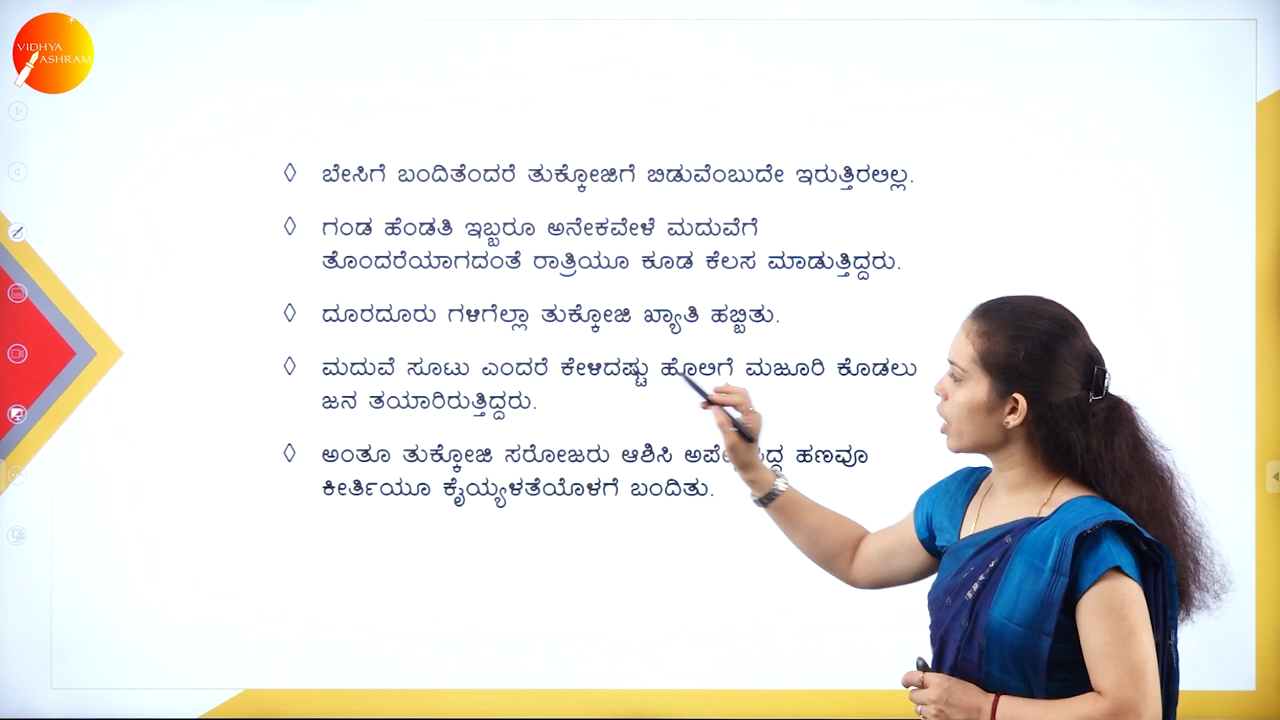 VIDHYA
ASHRAM
ಬೇಸಿಗೆ ಬಂದಿತೆಂದರೆ ತುಕ್ಕೋಜಿಗೆ ಬಿಡುವೆಂಬುದೇ ಇರುತ್ತಿರಲಿಲ್ಲ.
ಗಂಡ ಹೆಂಡತಿ ಇಬ್ಬರೂ ಅನೇಕವೇಳೆ ಮದುವೆಗೆ
ತೊಂದರೆಯಾಗದಂತೆ ರಾತ್ರಿಯೂ ಕೂಡ ಕೆಲಸ ಮಾಡುತ್ತಿದ್ದರು.
ದೂರದೂರು ಗಳಿಗೆಲ್ಲಾ ತುಕ್ಕೋಜಿ ಖ್ಯಾತಿ ಹಬ್ಬಿತು.
ಮದುವೆ ಸೂಟು ಎಂದರೆ ಕೇಳಿದಷ್ಟು ಹೊಲಿಗೆ ಮಜೂರಿ ಕೊಡಲು
ಜನ ತಯಾರಿರುತ್ತಿದ್ದರು.
ಅಂತೂ ತುಕ್ಕೋಜಿ ಸರೋಜರು ಆಶಿಸಿ ಹಣವೂ
ಕೀರ್ತಿಯೂ ಕೈಯ್ಯಳತೆಯೊಳಗೆ ಬಂದಿತು.